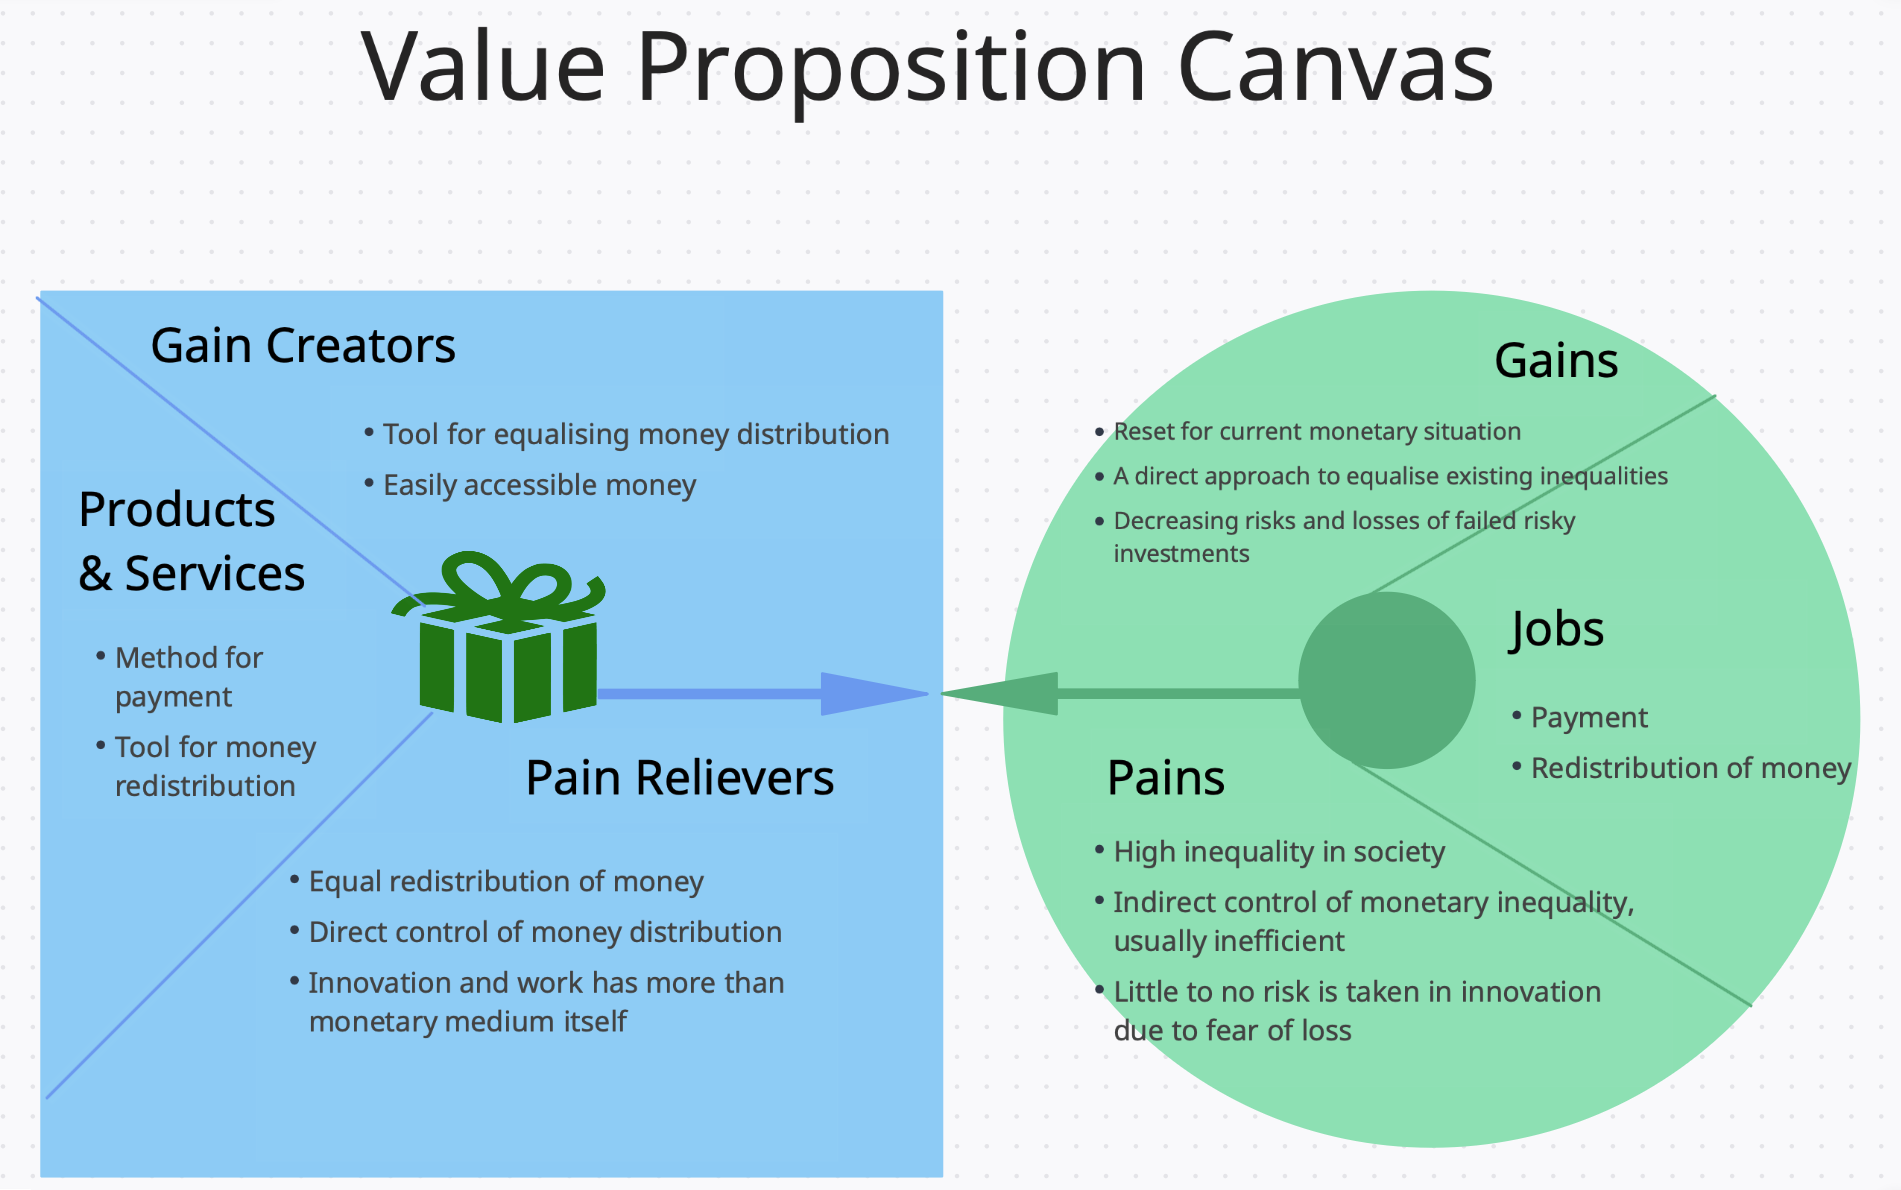 Value Proposition Canvas
Gain Creators
• Tool for equalising money distribution
• Easily accessible money
Products
& Services
• Method for
payment
• Tool for money
redistribution
Pain Relievers
• Equal redistribution of money
• Direct control of money distribution
• Innovation and work has more than
monetary medium itself
Gains
• Reset for current monetary situation
• A direct approach to equalise existing inequalities
• Decreasing risks and losses of failed risky
investments
Jobs
• Payment
• Redistribution of money
Pains
• High inequality in society
• Indirect control of monetary inequality,
usually inefficient
• Little to no risk is taken in innovation
due to fear of loss